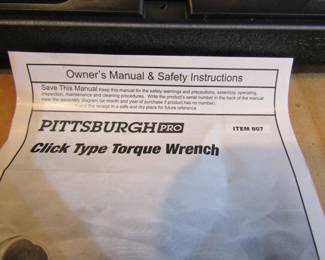 Owner's Manual & Safety Instructions
Save This Manual Keep this manual for the safety warnings and precautions, assembly, operating,
inspection, maintenance and cleaning procedures. Write the product's serial number in the back of the manual
near the assembly diagram (or month and year of purchase if product has no number).
and the receipt in a safe and dry place for future reference.
PITTSBURGH PRO
ITEM 807
Click Type Torque Wrench